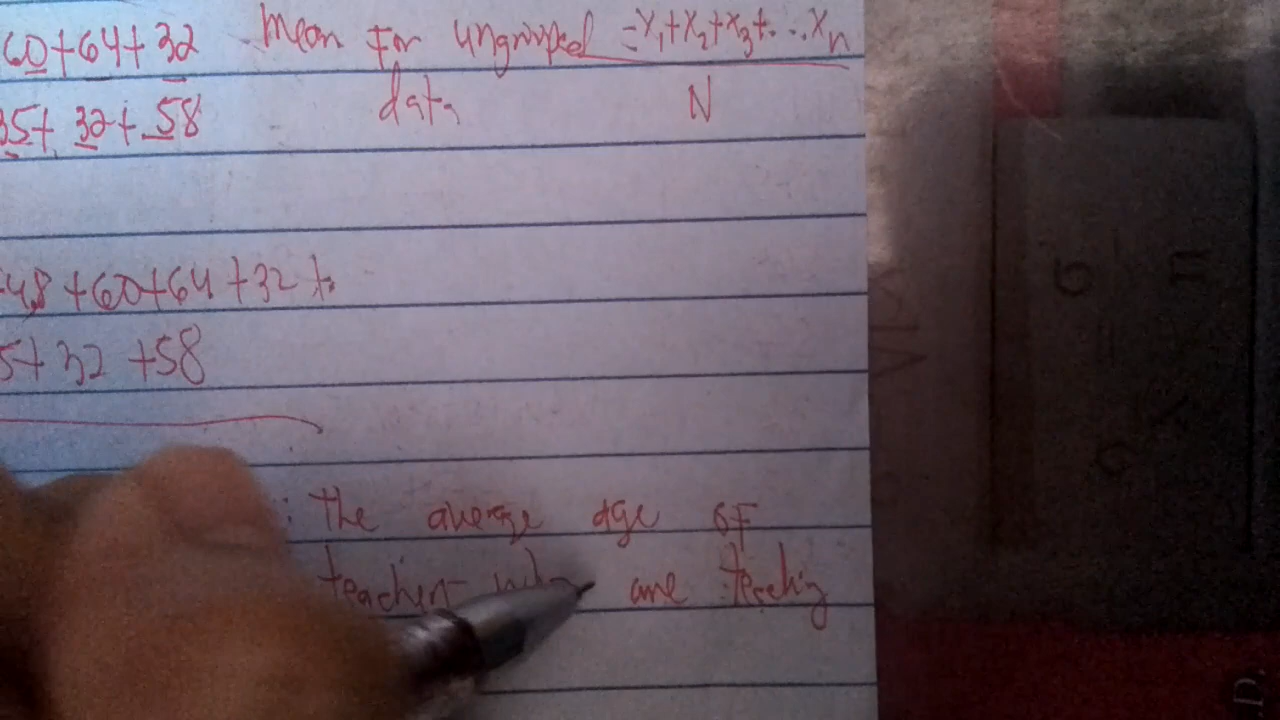 60+64+32 mean For ungrouped = x₁+x₂+x₃+...xₙ
35+ 32+ 58 data N
48 +60+64 +32 +
5+ 32 +58
: the average age of
teacher who are teaching